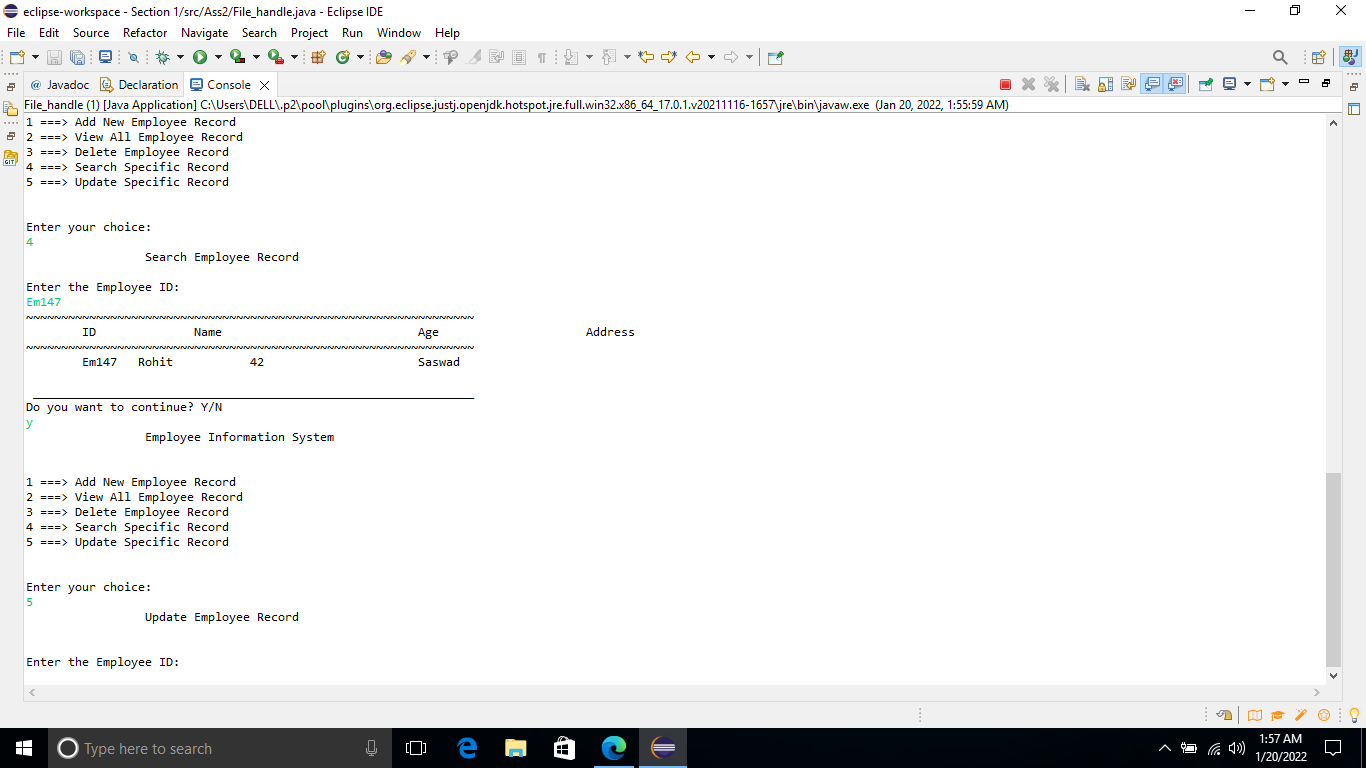 eclipse-workspace - Section 1/src/Ass2/File_handle.java - Eclipse IDE
File Edit Source Refactor Navigate Search Project Run Window Help
@ Javadoc Declaration Console
File_handle (1) [Java Application] C:\Users\DELL\.p2\pool\plugins\org.eclipse.justj.openjdk.hotspot.jre.full.win32.x86_64_17.0.1.v20211116-1657\jre\bin\javaw.exe (Jan 20, 2022, 1:55:59 AM)
1 ===> Add New Employee Record
2 ===> View All Employee Record
3 ===> Delete Employee Record
4 ===> Search Specific Record
5 ===> Update Specific Record
Enter your choice:
4
Search Employee Record
Enter the Employee ID:
Em147
~~~~~~~~~~~~~~~~~~~~~~~~~~~~~~~~~~~~~~~~~~~~~~~~~~~~~~~~~~~~~~~~
ID Name Age Address
~~~~~~~~~~~~~~~~~~~~~~~~~~~~~~~~~~~~~~~~~~~~~~~~~~~~~~~~~~~~~~~~
Em147 Rohit 42 Saswad
_______________________________________________________________
Do you want to continue? Y/N
y
Employee Information System
1 ===> Add New Employee Record
2 ===> View All Employee Record
3 ===> Delete Employee Record
4 ===> Search Specific Record
5 ===> Update Specific Record
Enter your choice:
5
Update Employee Record
Enter the Employee ID:
GIT
Type here to search
1:57 AM
1/20/2022